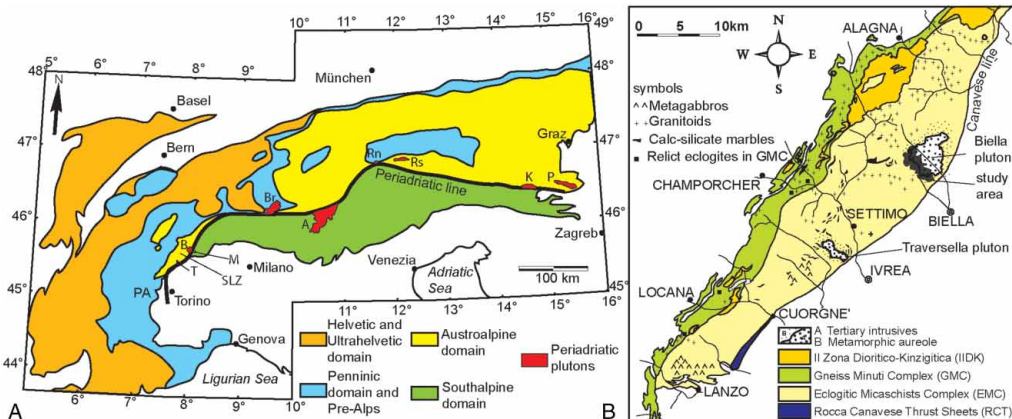 5°
6°
7°
8°
10°
11°
12°
13°
14°
15°
16°
49°
48°
48°
N
München
Basel
47°
Bern
Graz
47°
Rn
Rs
Periadriatic line
K
P
46°
Br
A
46°
Zagreb
B
M
T
SLZ
Milano
Venezia
Adriatic
Sea
100 km
45°
PA
Torino
9°
10°
11°
12°
13°
14°
15°
16°
Genova
Ligurian Sea
44°
6°
7°
8°
9°
Helvetic and
Ultrahelvetic
domain
Austroalpine
domain
Penninic
domain and
Pre-Alps
Southalpine
domain
Periadriatic
plutons
A
B
0 5 10km
N
W E
S
ALAGNA
symbols
Metagabbros
Granitoids
Calc-silicate marbles
Relict eclogites in GMC
Canavese line
Biella
pluton
study
area
CHAMPORCHER
BIELLA
SETTIMO
Traversella pluton
IVREA
LOCANA
CUORGNE'
LANZO
A Tertiary intrusives
B Metamorphic aureole
II Zona Dioritico-Kinzigitica (IIDK)
Gneiss Minuti Complex (GMC)
Eclogitic Micaschists Complex (EMC)
Rocca Canavese Thrust Sheets (RCT)
B